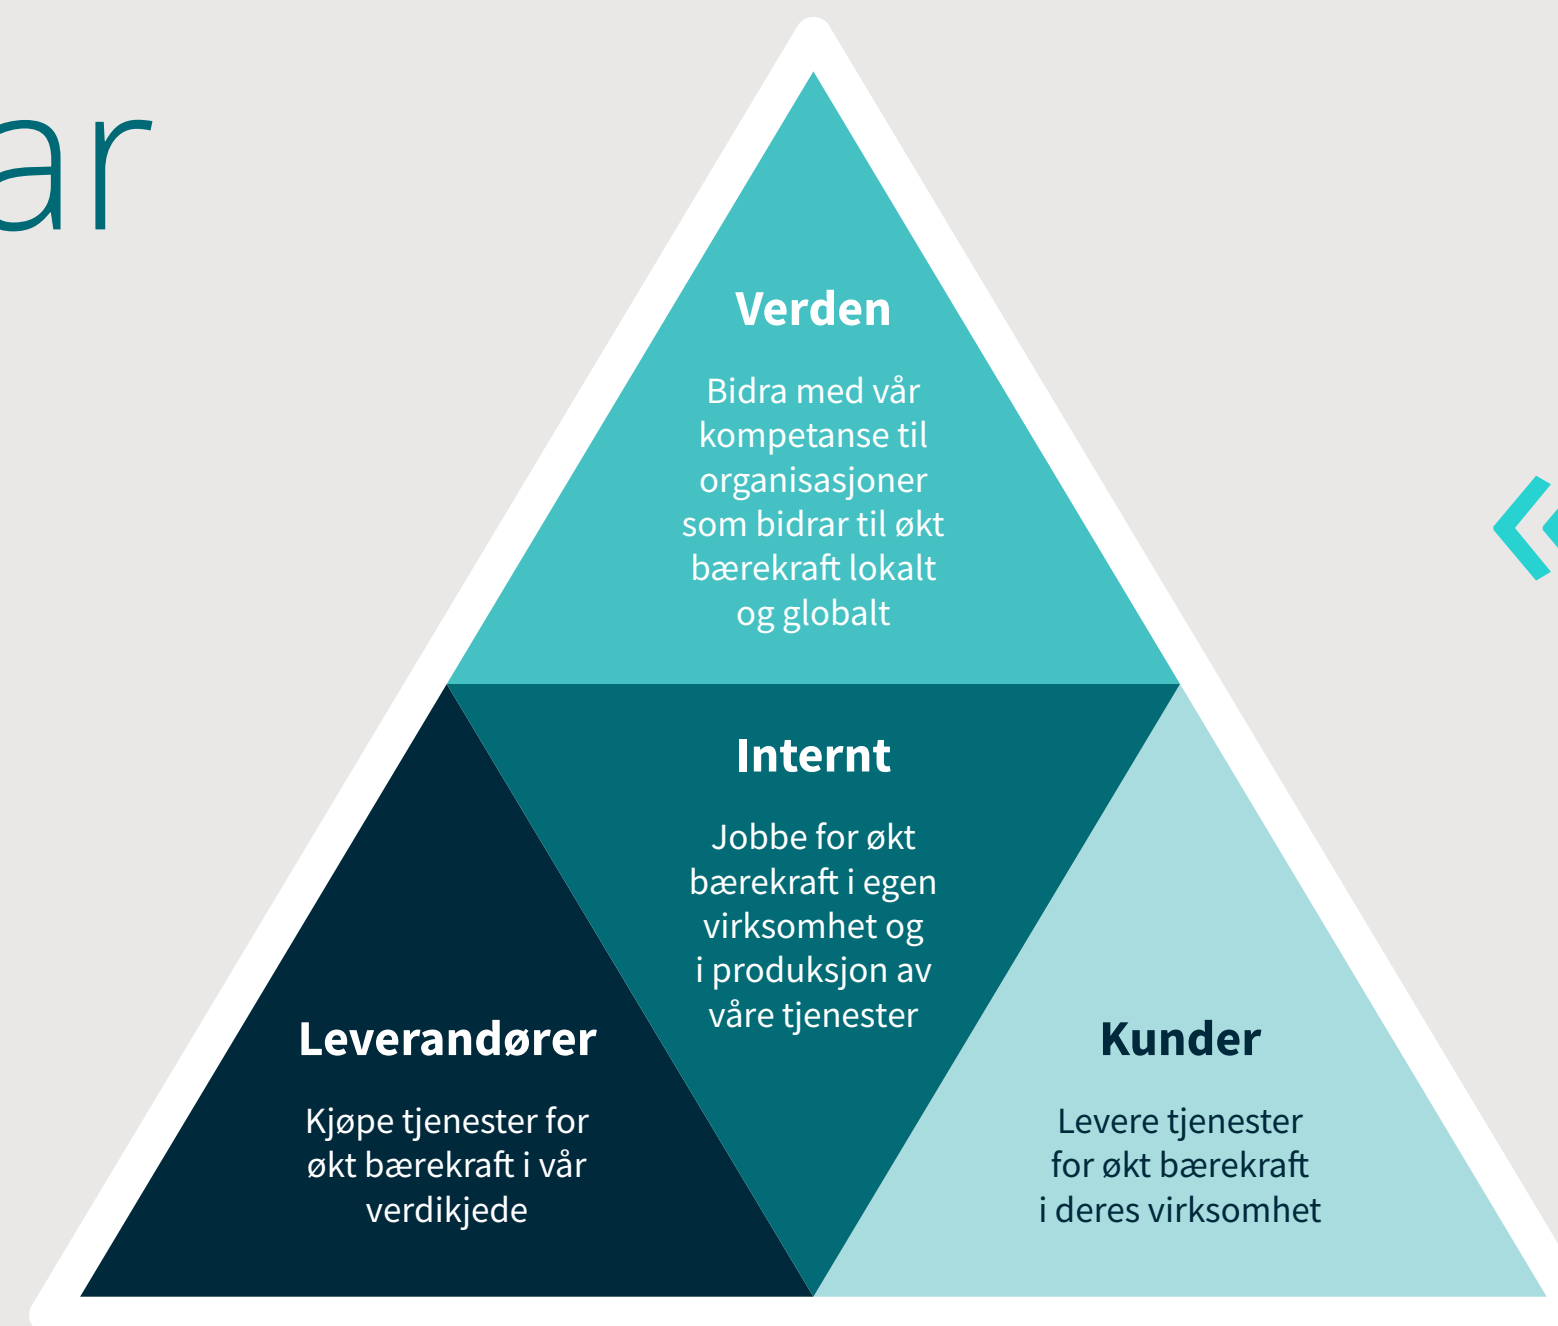 ar
Verden
Bidra med vår
kompetanse til
organisasjoner
som bidrar til økt
bærekraft lokalt
og globalt
«
Internt
Jobbe for økt
bærekraft i egen
virksomhet og
i produksjon av
våre tjenester
Leverandører
Kjøpe tjenester for
økt bærekraft i vår
verdikjede
Kunder
Levere tjenester
for økt bærekraft
i deres virksomhet